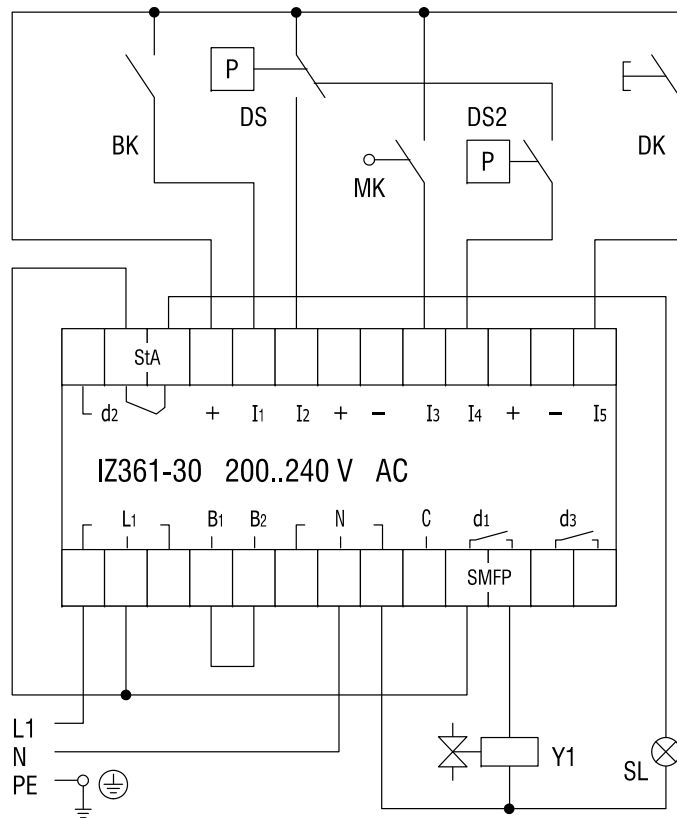 P
DS
BK
DS2
P
MK
DK
StA
d2 + I1 I2 + − I3 I4 + − I5
IZ361-30 200..240 V AC
L1 B1 B2 N C d1 d3
SMFP
L1
N
PE
Y1
SL